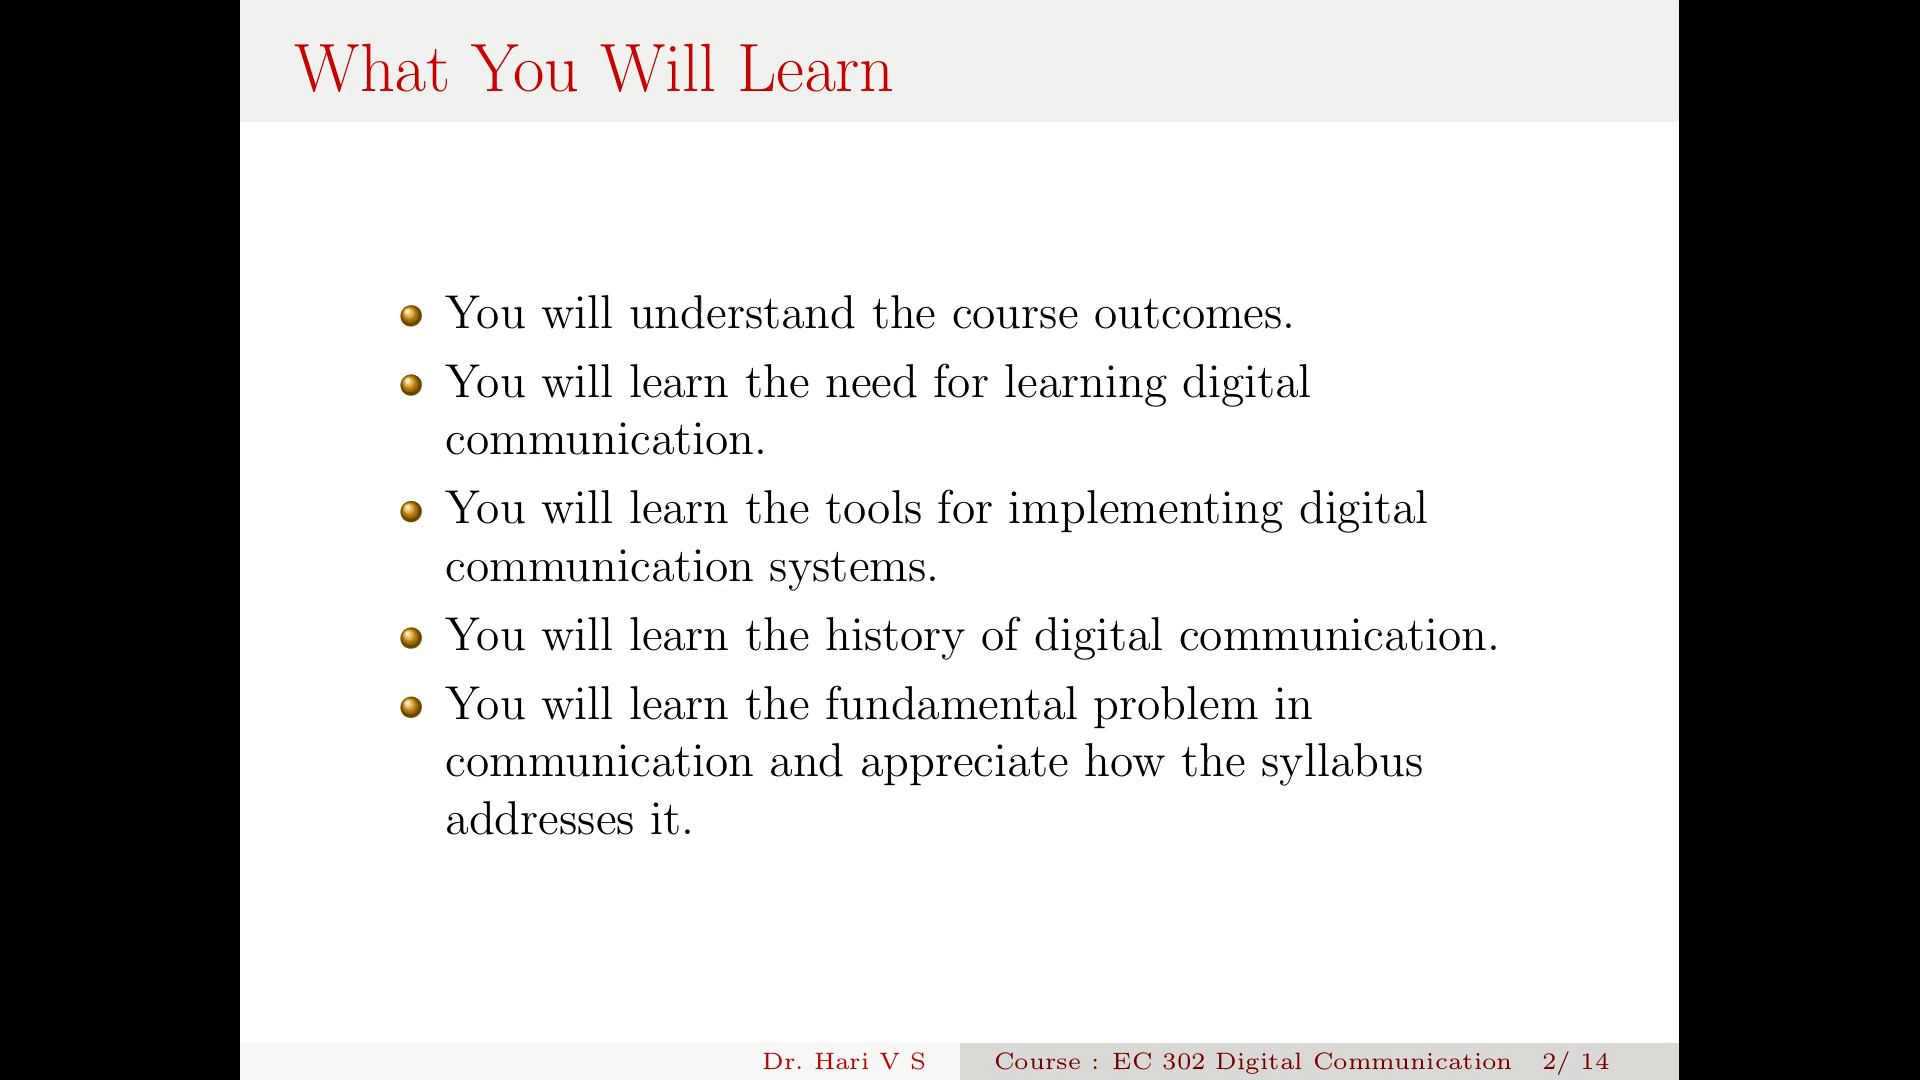 What You Will Learn
You will understand the course outcomes.
You will learn the need for learning digital
communication.
You will learn the tools for implementing digital
communication systems.
You will learn the history of digital communication.
You will learn the fundamental problem in
communication and appreciate how the syllabus
addresses it.
Dr. Hari V S Course : EC 302 Digital Communication 2/ 14